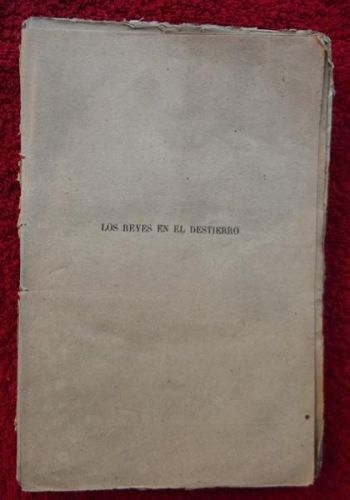 LOS REYES EN EL DESTIERRO